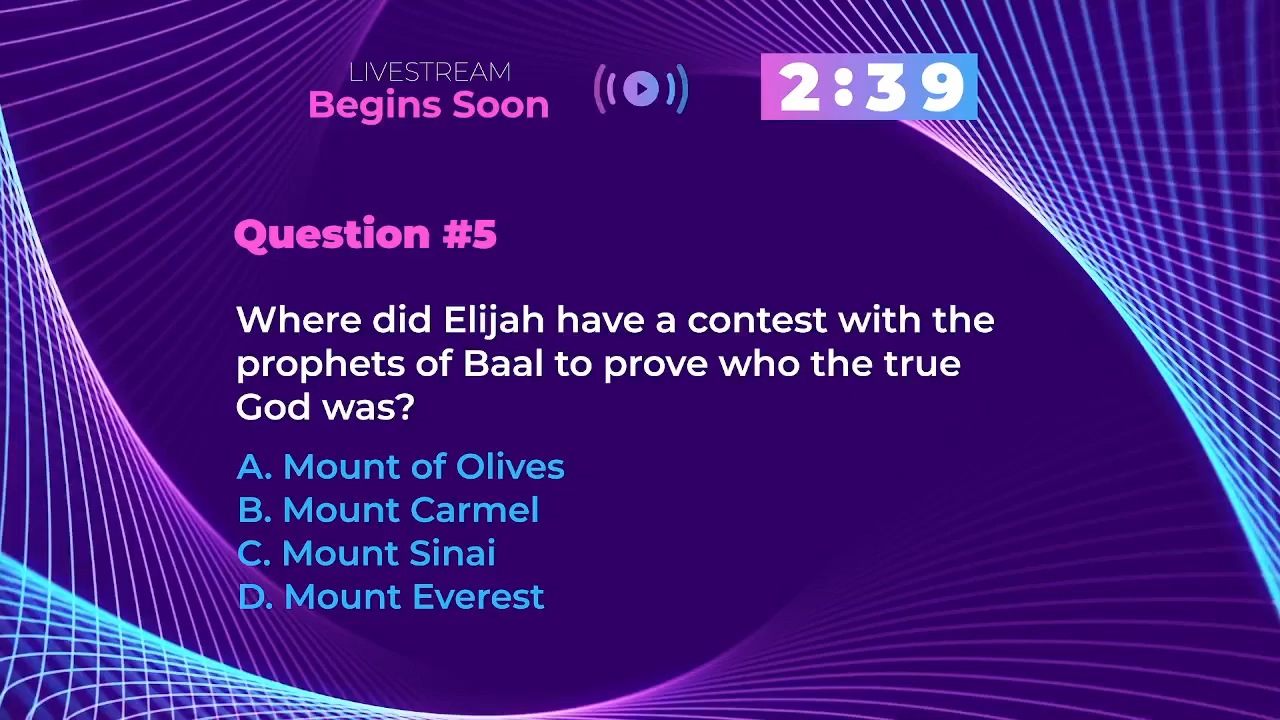 LIVESTREAM
Begins Soon
2:39
Question #5
Where did Elijah have a contest with the
prophets of Baal to prove who the true
God was?
A. Mount of Olives
B. Mount Carmel
C. Mount Sinai
D. Mount Everest